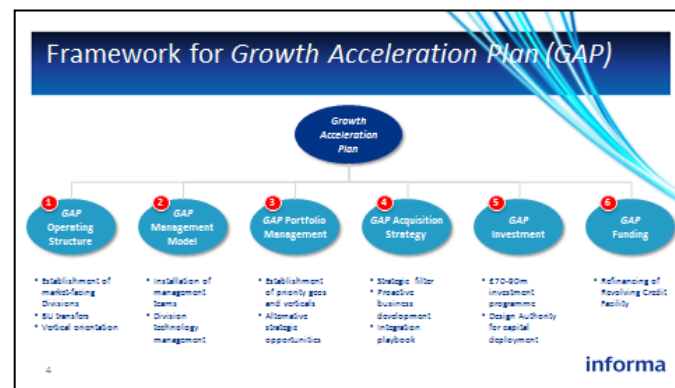 Framework for Growth Acceleration Plan (GAP)
Growth
Acceleration
Plan
1
GAP
Operating
Structure
2
GAP
Management
Model
3
GAP Portfolio
Management
4
GAP Acquisition
Strategy
5
GAP
Investment
6
GAP
Funding
• Establishment of
market-facing
Divisions
• BU transfers
• Vertical orientation
• Installation of
management
teams
• Division
technology
management
• Establishment
of priority geos
and verticals
• Alternative
strategic
opportunities
• Strategic filter
• Proactive
business
development
• Integration
playbook
• £70-90m
investment
programme
• Design Authority
for capital
deployment
• Refinancing of
Revolving Credit
Facility
4
informa